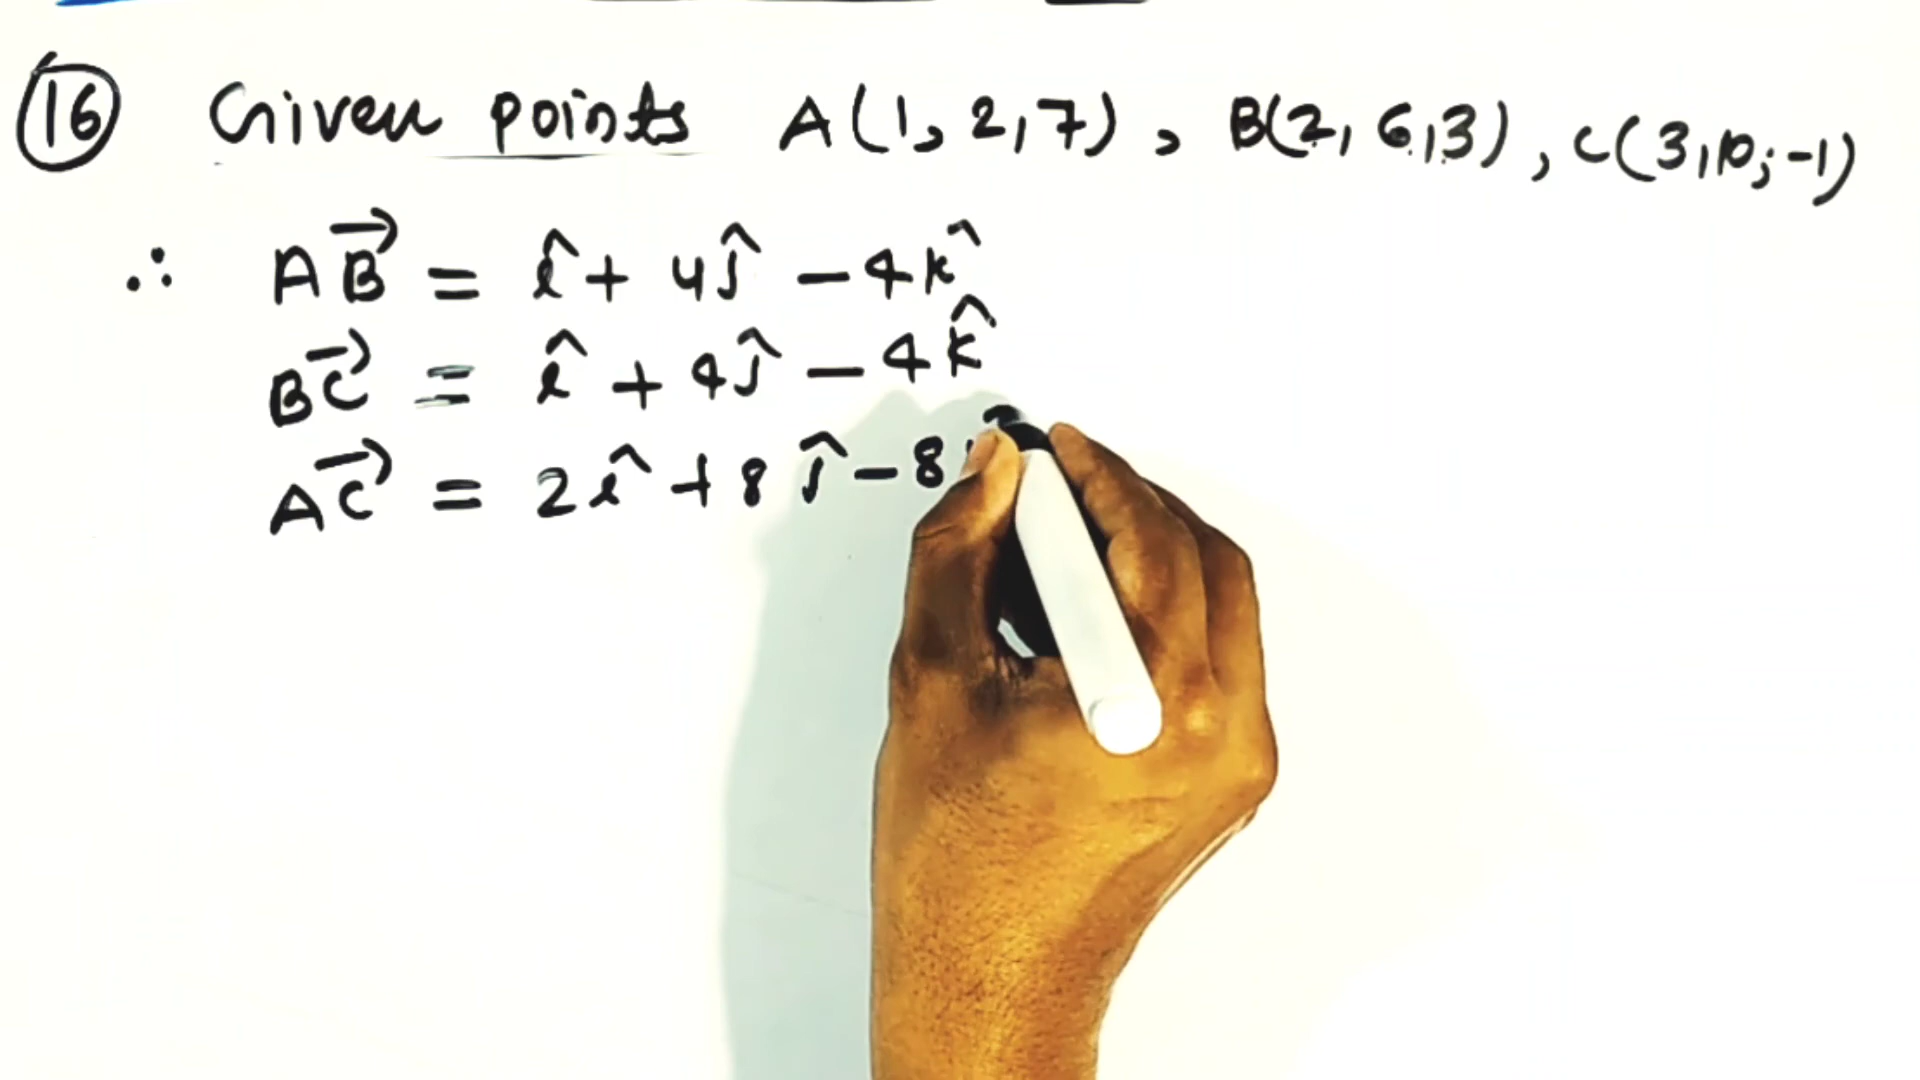 16 Given points A(1, 2, 7), B(2, 6, 3), C(3, 10, -1)
∴ AB⃗ = î + 4ĵ - 4k̂
BC⃗ = î + 4ĵ - 4k̂
AC⃗ = 2î + 8ĵ - 8